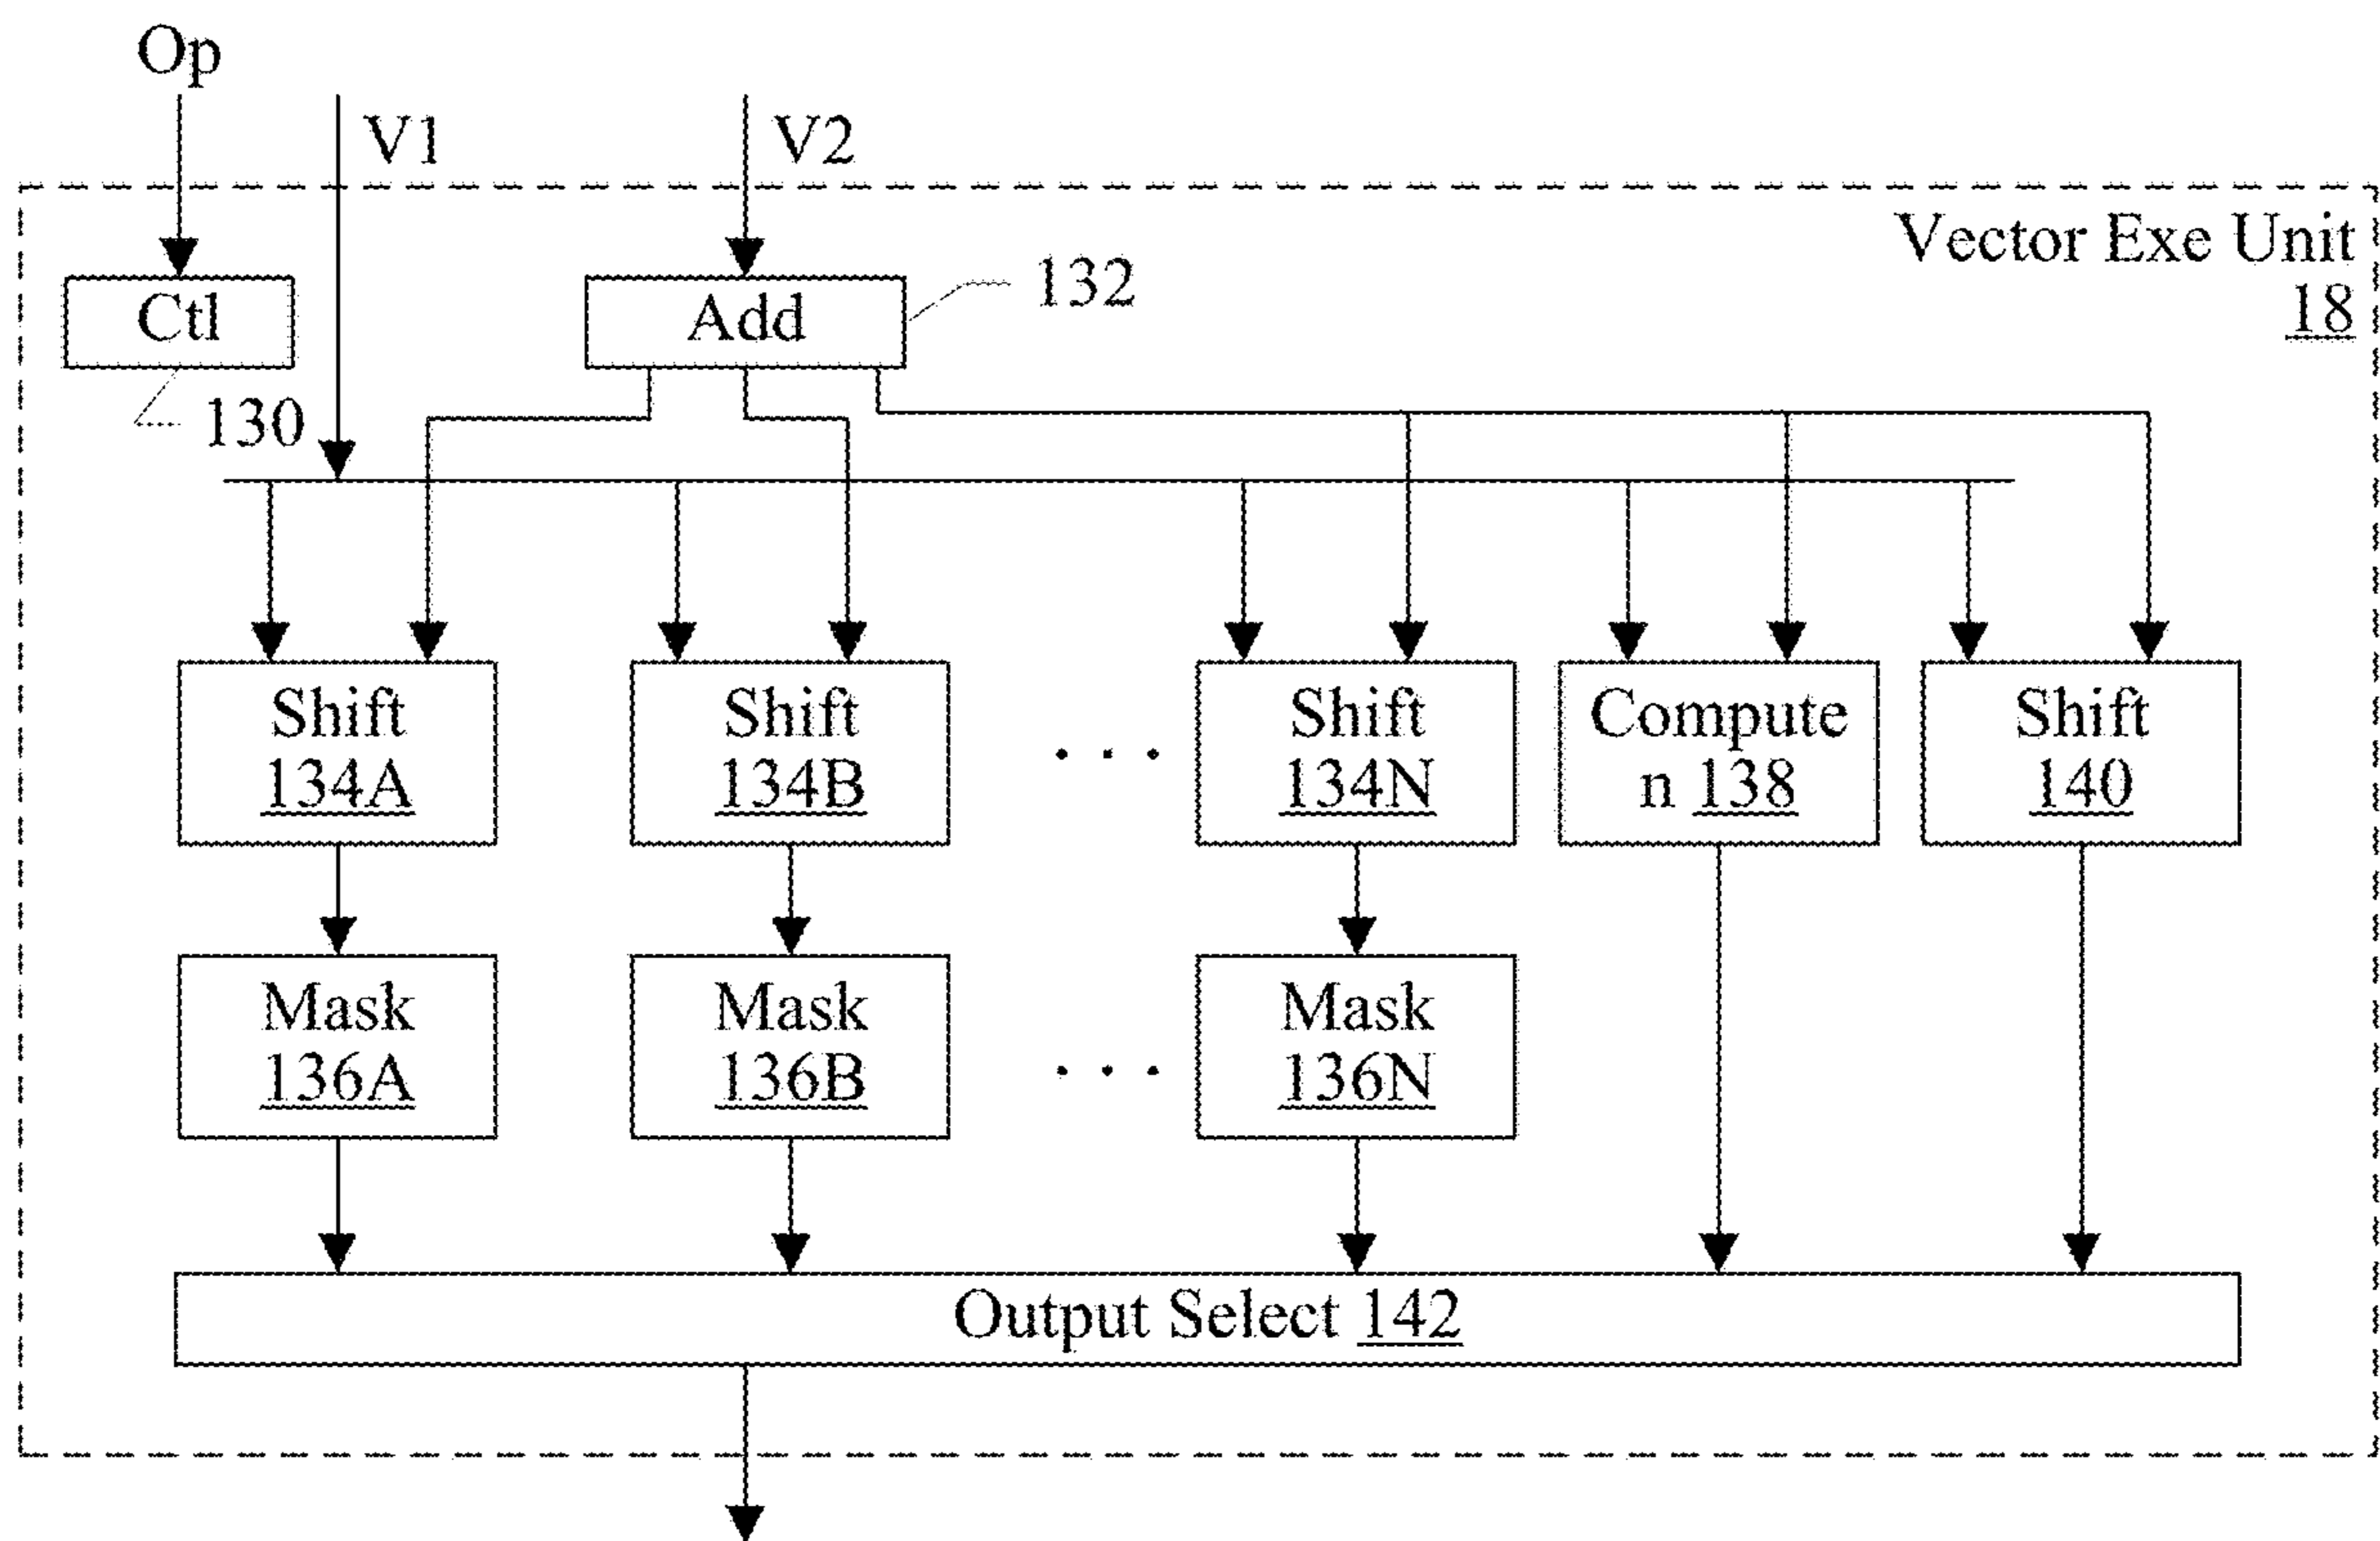 Op
V1
V2
Vector Exe Unit
18
Ctl
Add
132
130
Shift
134A
Shift
134B
. . .
Shift
134N
Compute
n 138
Shift
140
Mask
136A
Mask
136B
. . .
Mask
136N
Output Select 142